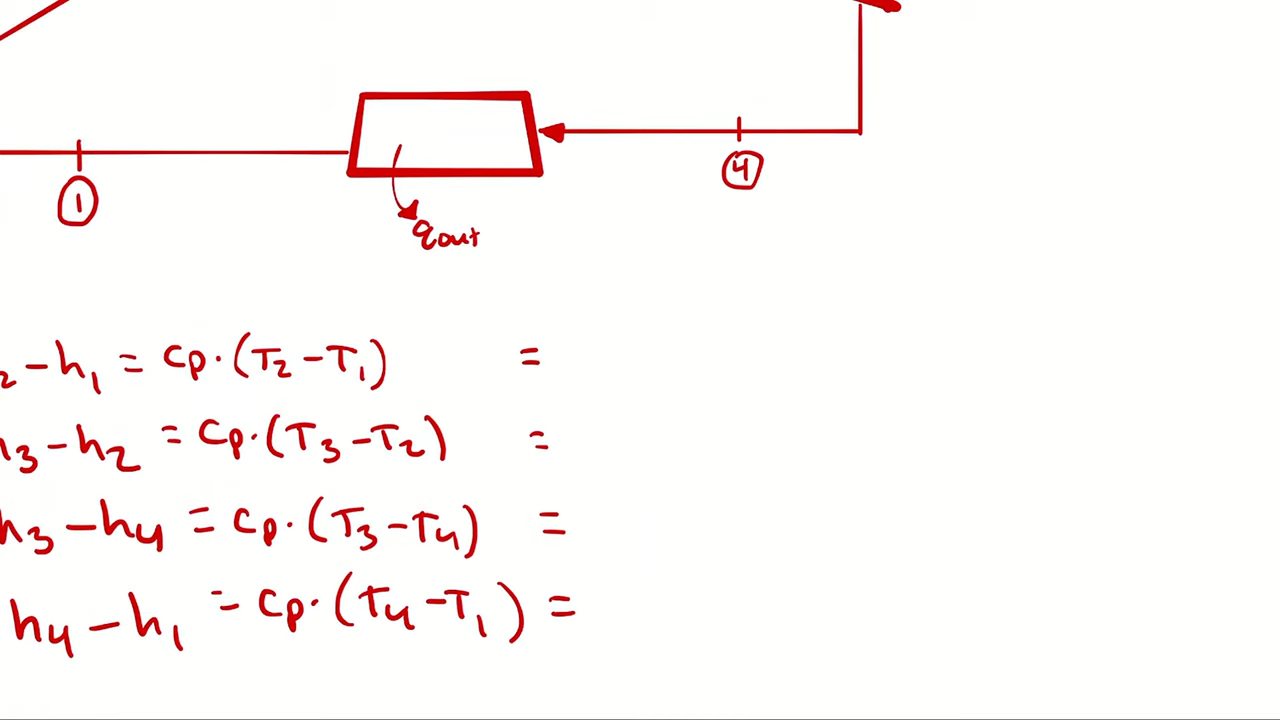 4
1
qout
2 - h1 = cp·(T2 - T1) =
h3 - h2 = cp·(T3 - T2) =
h3 - h4 = cp·(T3 - T4) =
h4 - h1 = cp·(T4 - T1) =